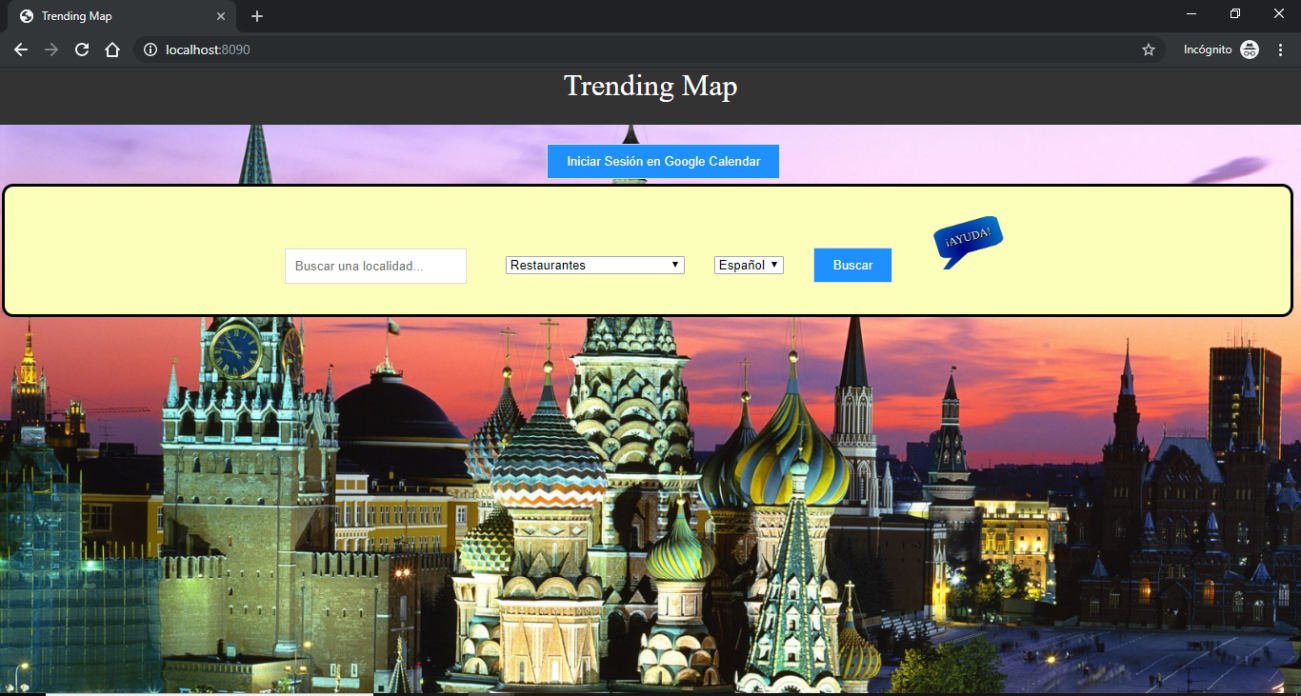 Trending Map
localhost:8090
Incógnito
Trending Map
Iniciar Sesión en Google Calendar
¡AYUDA!
Buscar una localidad...
Restaurantes
Español
Buscar